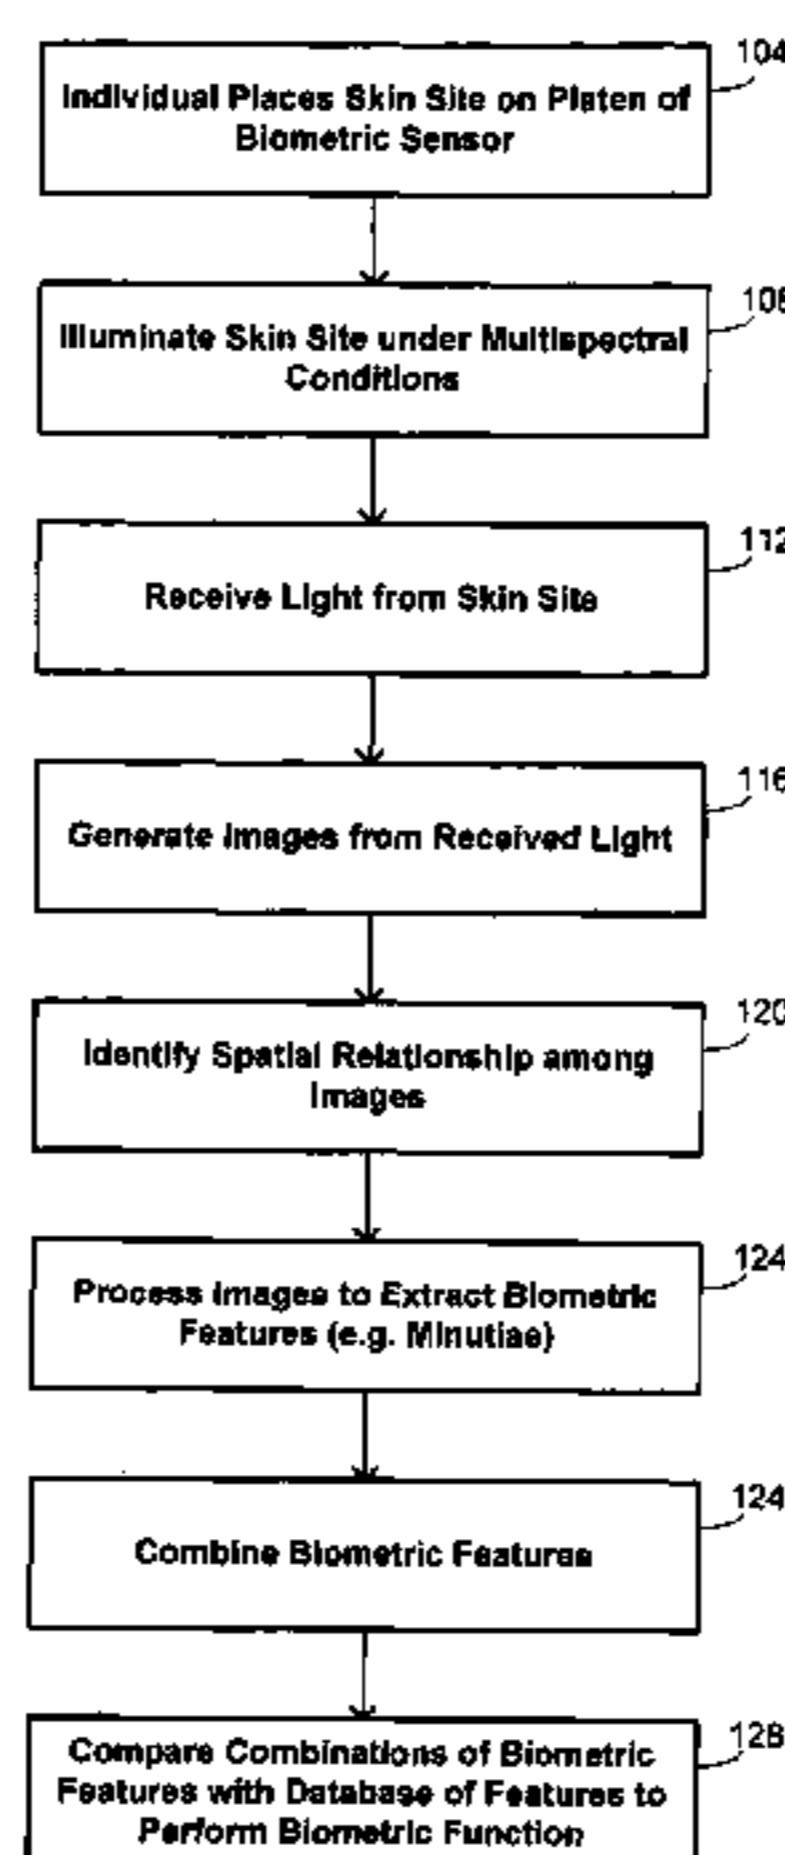 104
Individual Places Skin Site on Platen of
Biometric Sensor
108
Illuminate Skin Site under Multispectral
Conditions
112
Receive Light from Skin Site
116
Generate Images from Received Light
120
Identify Spatial Relationship among
Images
124
Process Images to Extract Biometric
Features (e.g. Minutiae)
124
Combine Biometric Features
128
Compare Combinations of Biometric
Features with Database of Features to
Perform Biometric Function